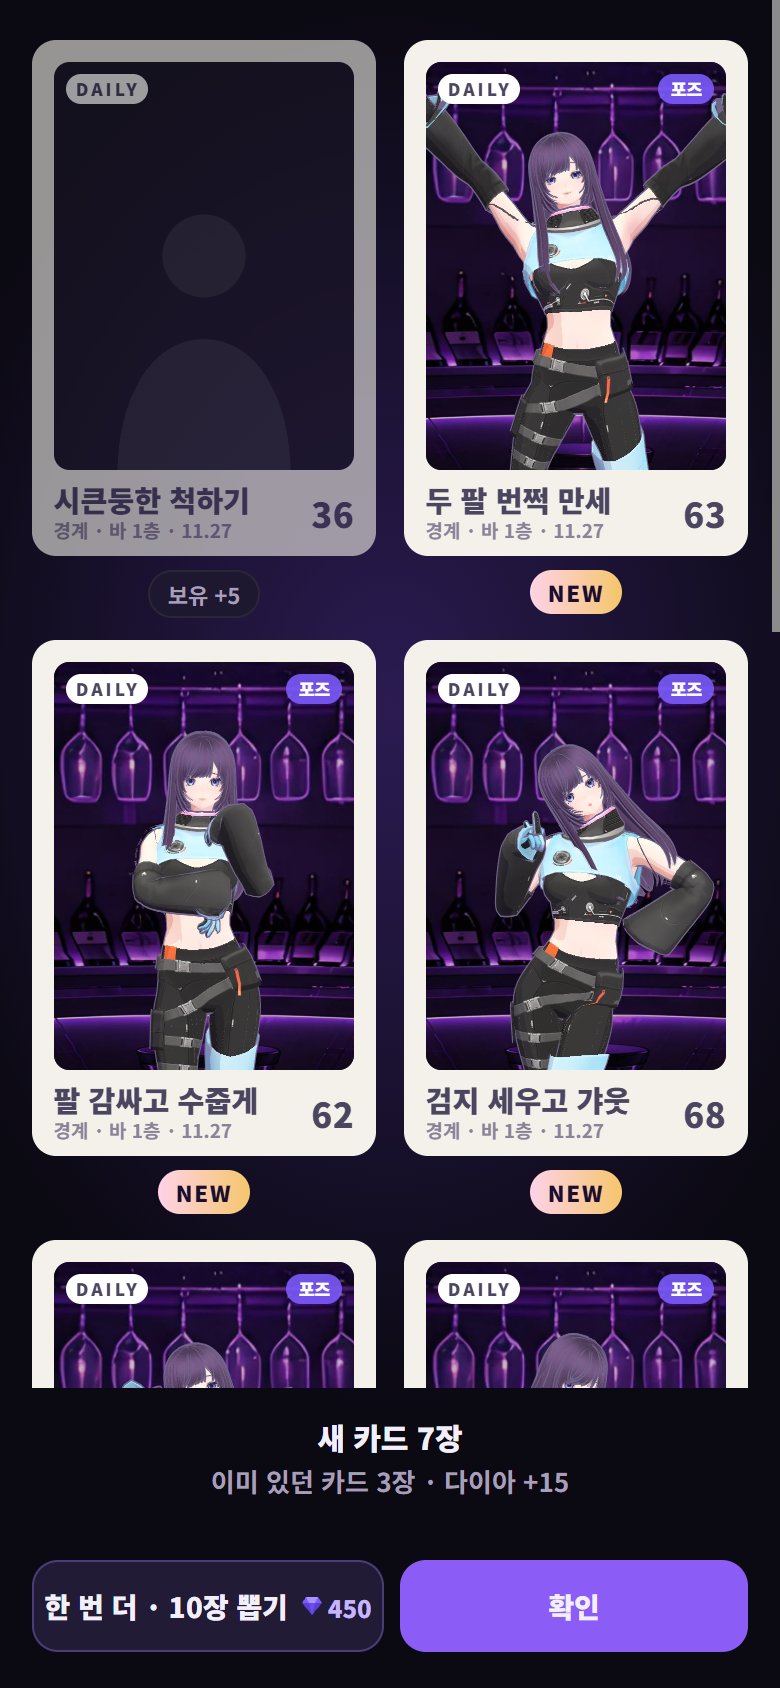 DAILY
시큰둥한 척하기
36
경계 · 바 1층 · 11.27
보유 +5
DAILY
포즈
두 팔 번쩍 만세
63
경계 · 바 1층 · 11.27
NEW
DAILY
포즈
팔 감싸고 수줍게
62
경계 · 바 1층 · 11.27
NEW
DAILY
포즈
검지 세우고 갸웃
68
경계 · 바 1층 · 11.27
NEW
DAILY
포즈
DAILY
포즈
새 카드 7장
이미 있던 카드 3장 · 다이아 +15
한 번 더 · 10장 뽑기 450
확인